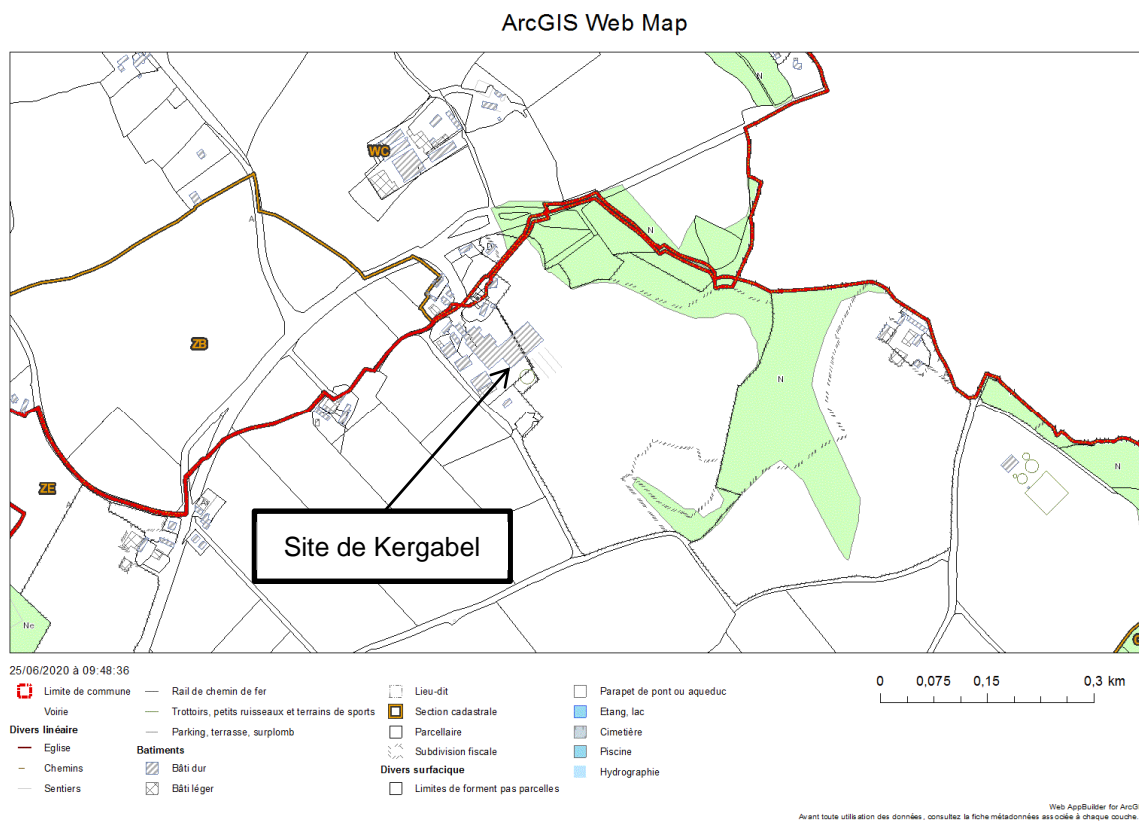 ArcGIS Web Map
N
WC
A
N
ZB
N
ZE
A
N
Site de Kergabel
Ne
25/06/2020 à 09:48:36
Limite de commune
Voirie
Divers linéaire
Eglise
Chemins
Sentiers
Rail de chemin de fer
Trottoirs, petits ruisseaux et terrains de sports
Parking, terrasse, surplomb
Batiments
Bâti dur
Bâti léger
Lieu-dit
Section cadastrale
Parcellaire
Subdivision fiscale
Divers surfacique
Limites de forment pas parcelles
Parapet de pont ou aqueduc
Etang, lac
Cimetière
Piscine
Hydrographie
0 0,075 0,15 0,3 km
Web AppBuilder for ArcG
Avant toute utilisation des données, consultez la fiche métadonnées associée à chaque couche.